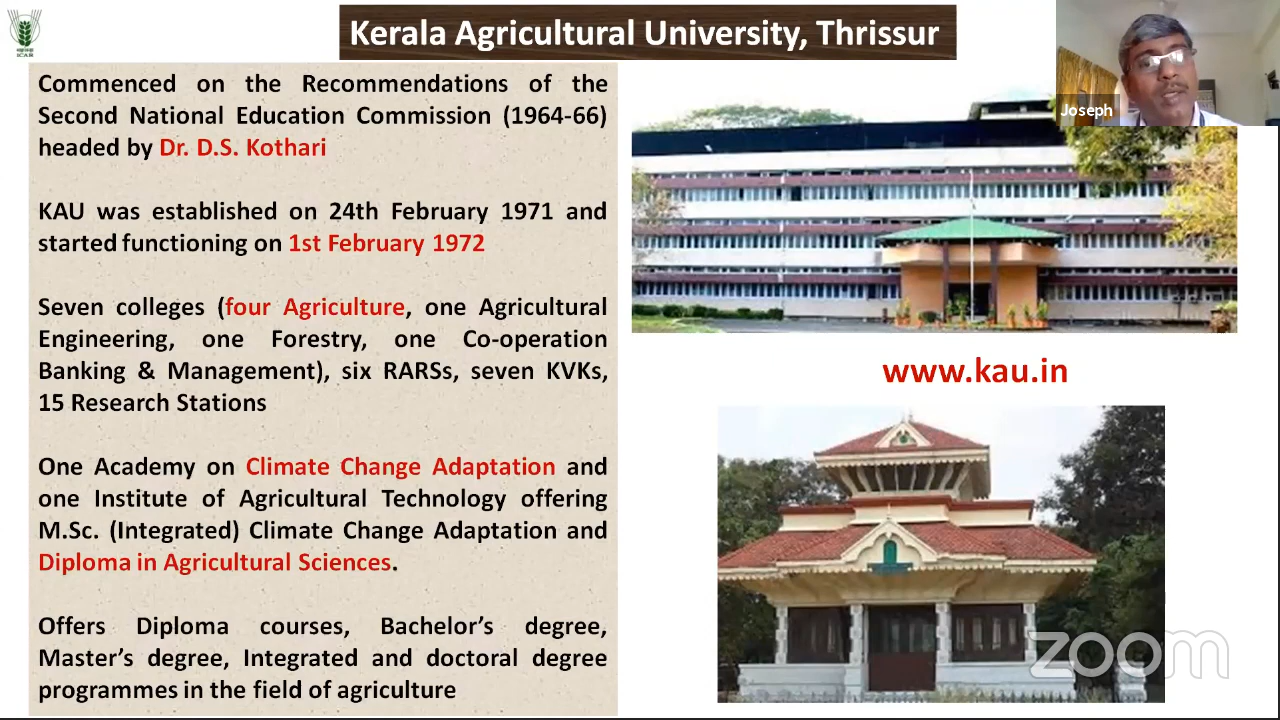 Kerala Agricultural University, Thrissur
ICAR
Joseph
Commenced on the Recommendations of the
Second National Education Commission (1964-66)
headed by Dr. D.S. Kothari
KAU was established on 24th February 1971 and
started functioning on 1st February 1972
Seven colleges (four Agriculture, one Agricultural
Engineering, one Forestry, one Co-operation
Banking & Management), six RARSs, seven KVKs,
15 Research Stations
One Academy on Climate Change Adaptation and
one Institute of Agricultural Technology offering
M.Sc. (Integrated) Climate Change Adaptation and
Diploma in Agricultural Sciences.
Offers Diploma courses, Bachelor’s degree,
Master’s degree, Integrated and doctoral degree
programmes in the field of agriculture
www.kau.in
zoom